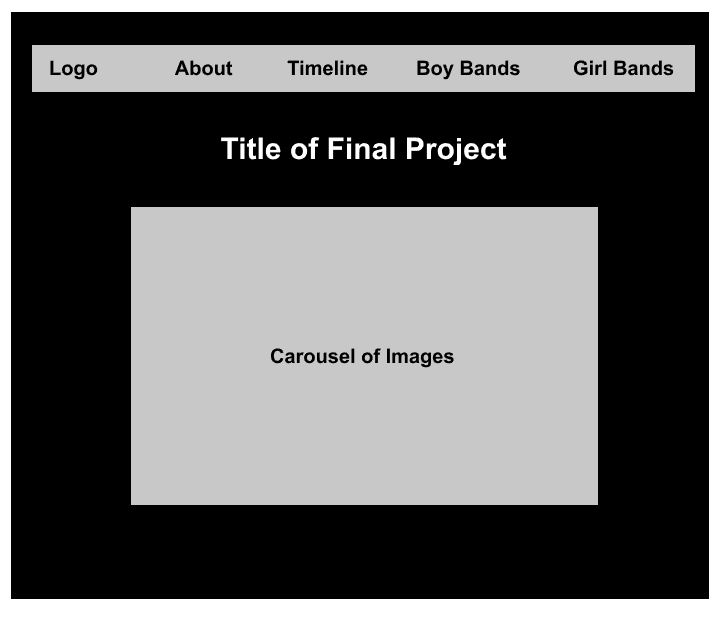 Logo About Timeline Boy Bands Girl Bands
Title of Final Project
Carousel of Images